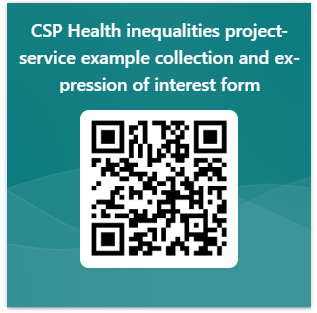 CSP Health inequalities project-
service example collection and ex-
pression of interest form